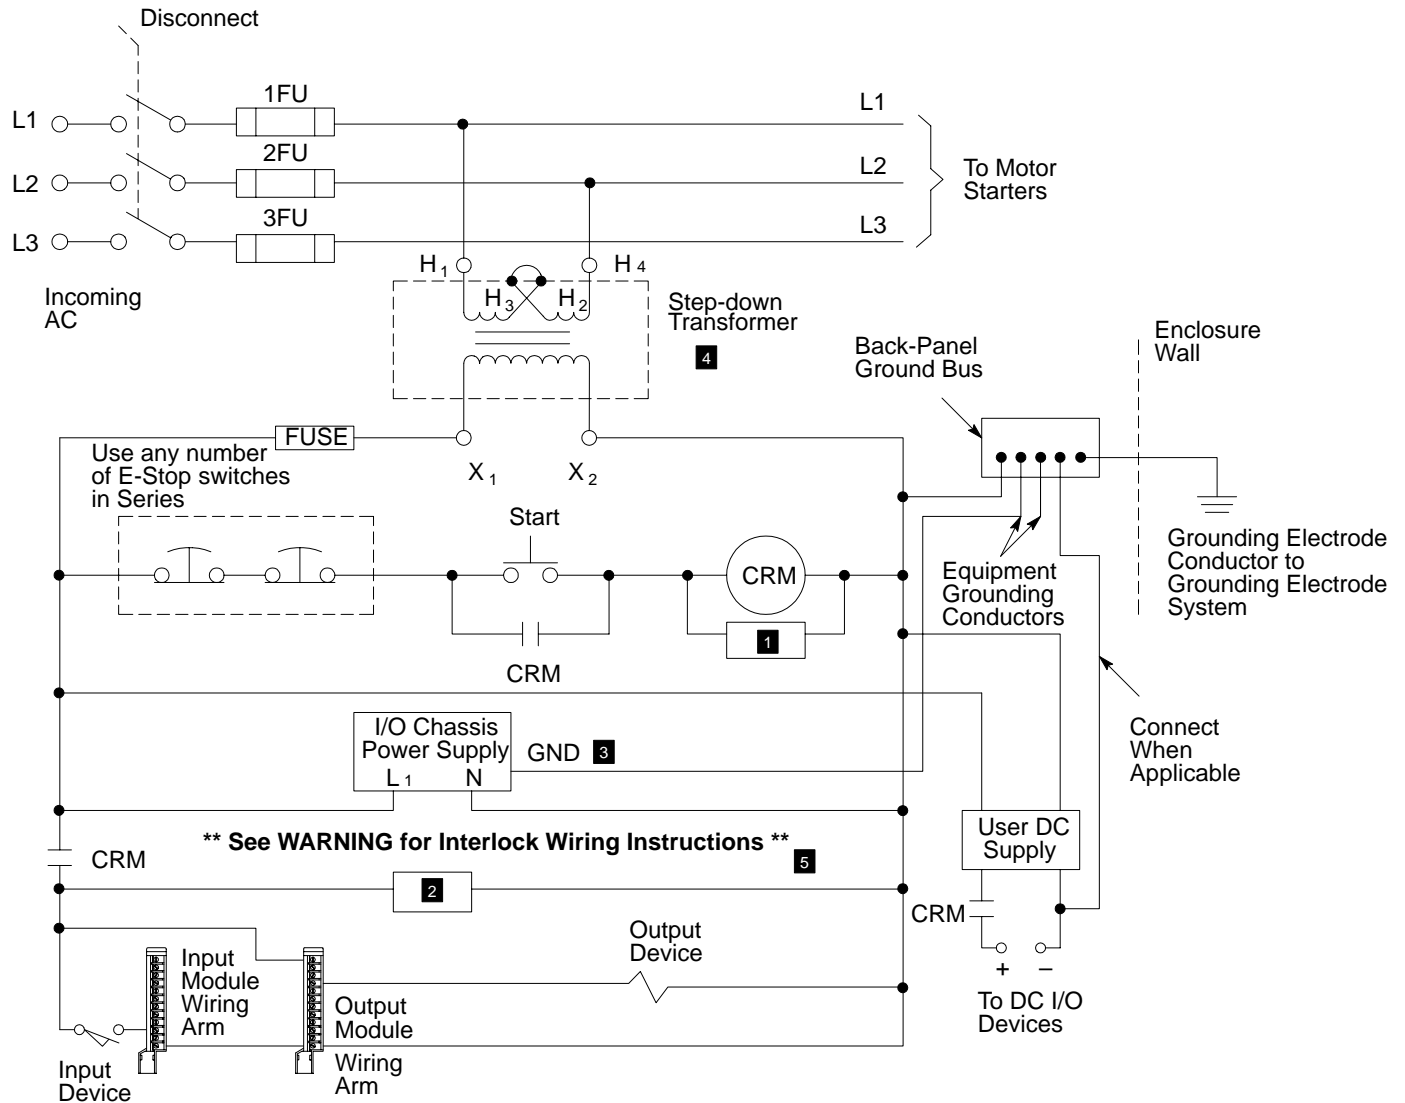 Disconnect
1FU
L1
L1
2FU
L2
L2
To Motor
Starters
3FU
L3
L3
H1
H4
Incoming
AC
H3
H2
Step-down
Transformer
4
Enclosure
Wall
Back-Panel
Ground Bus
FUSE
Use any number
of E-Stop switches
in Series
X1
X2
Start
CRM
Grounding Electrode
Conductor to
Grounding Electrode
System
Equipment
Grounding
Conductors
1
CRM
I/O Chassis
Power Supply
L1
N
GND 3
Connect
When
Applicable
** See WARNING for Interlock Wiring Instructions **
5
User DC
Supply
CRM
2
CRM
Output
Device
Input
Module
Wiring
Arm
Output
Module
Wiring
Arm
+ –
To DC I/O
Devices
Input
Device